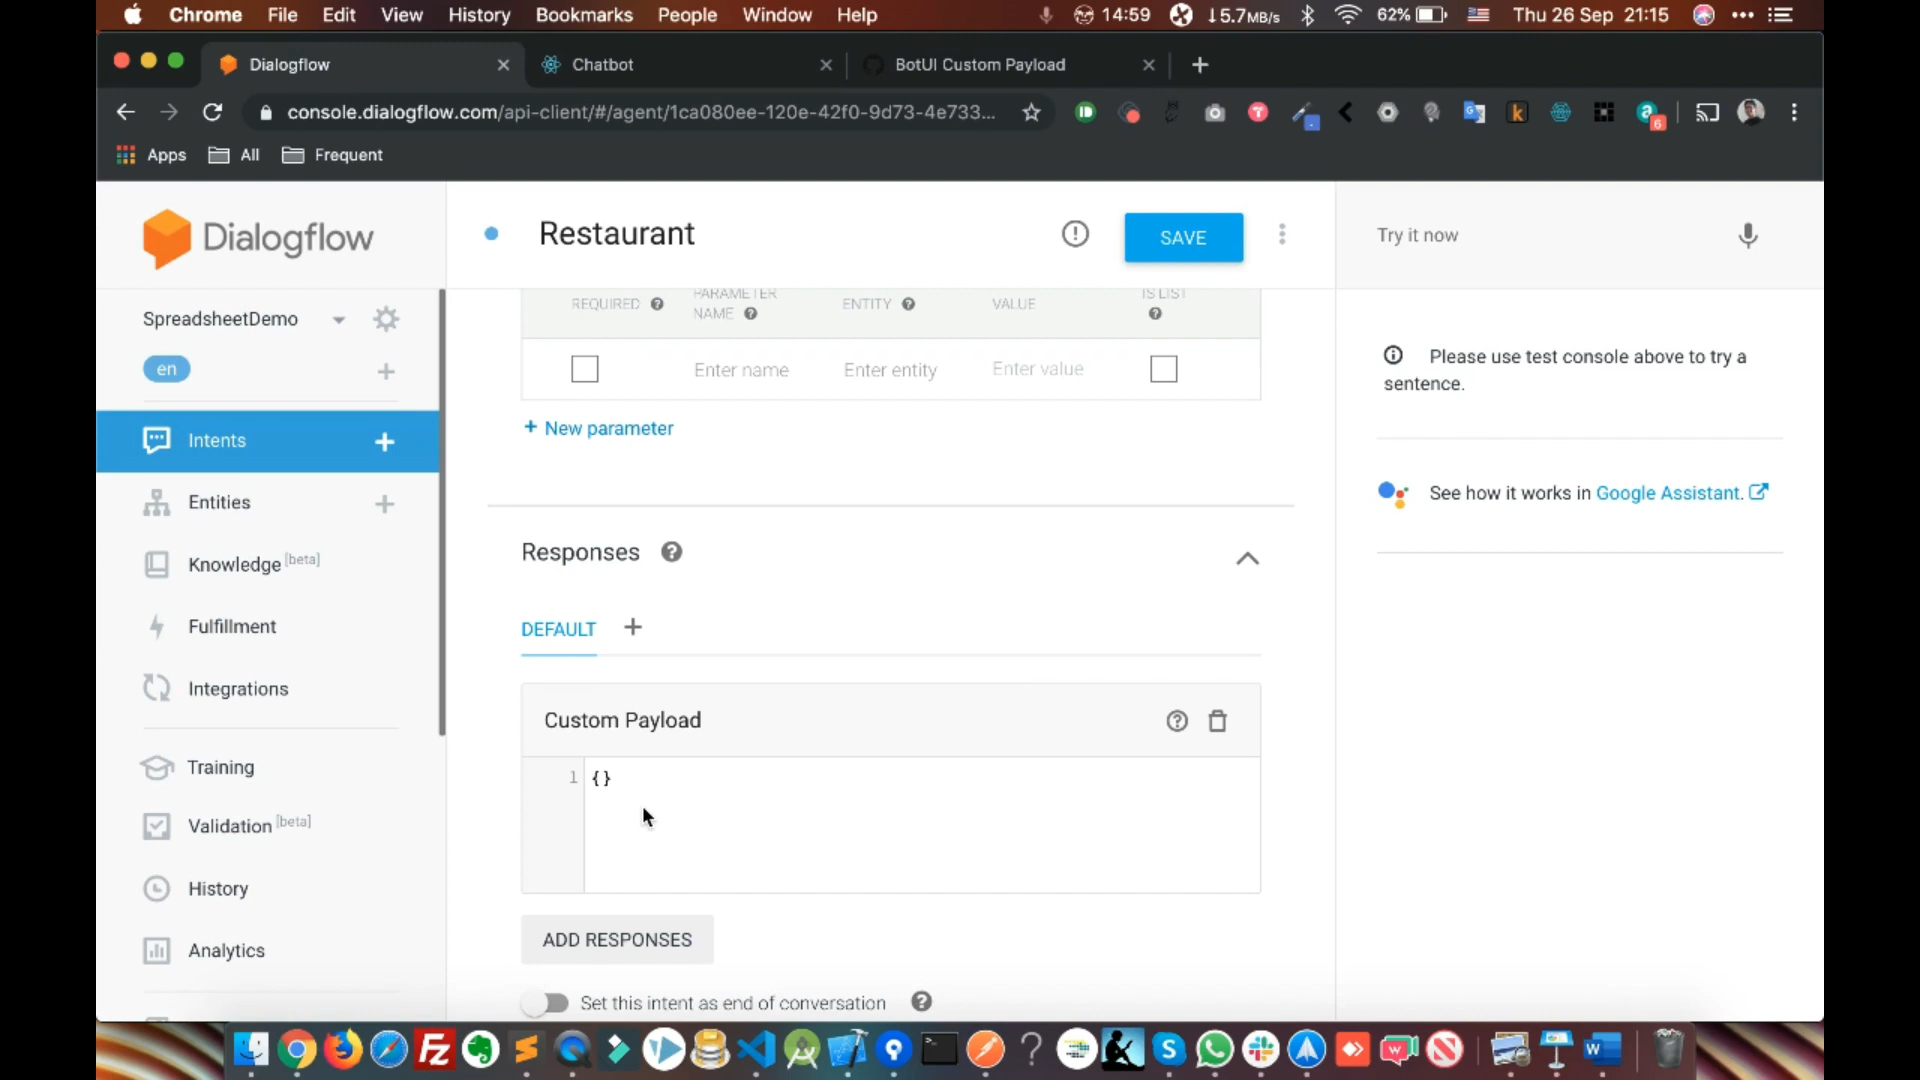 Chrome File Edit View History Bookmarks People Window Help 14:59 ↓5.7MB/s 62% Thu 26 Sep 21:15
Dialogflow Chatbot BotUI Custom Payload
console.dialogflow.com/api-client/#/agent/1ca080ee-120e-42f0-9d73-4e733... 6
Apps All Frequent
Dialogflow Restaurant SAVE Try it now
SpreadsheetDemo
en
Intents
Entities
Knowledge [beta]
Fulfillment
Integrations
Training
Validation [beta]
History
Analytics
REQUIRED PARAMETER NAME ENTITY VALUE IS LIST
Enter name Enter entity Enter value
+ New parameter
Responses
DEFAULT +
Custom Payload
1 {}
ADD RESPONSES
Set this intent as end of conversation
Please use test console above to try a
sentence.
See how it works in Google Assistant.